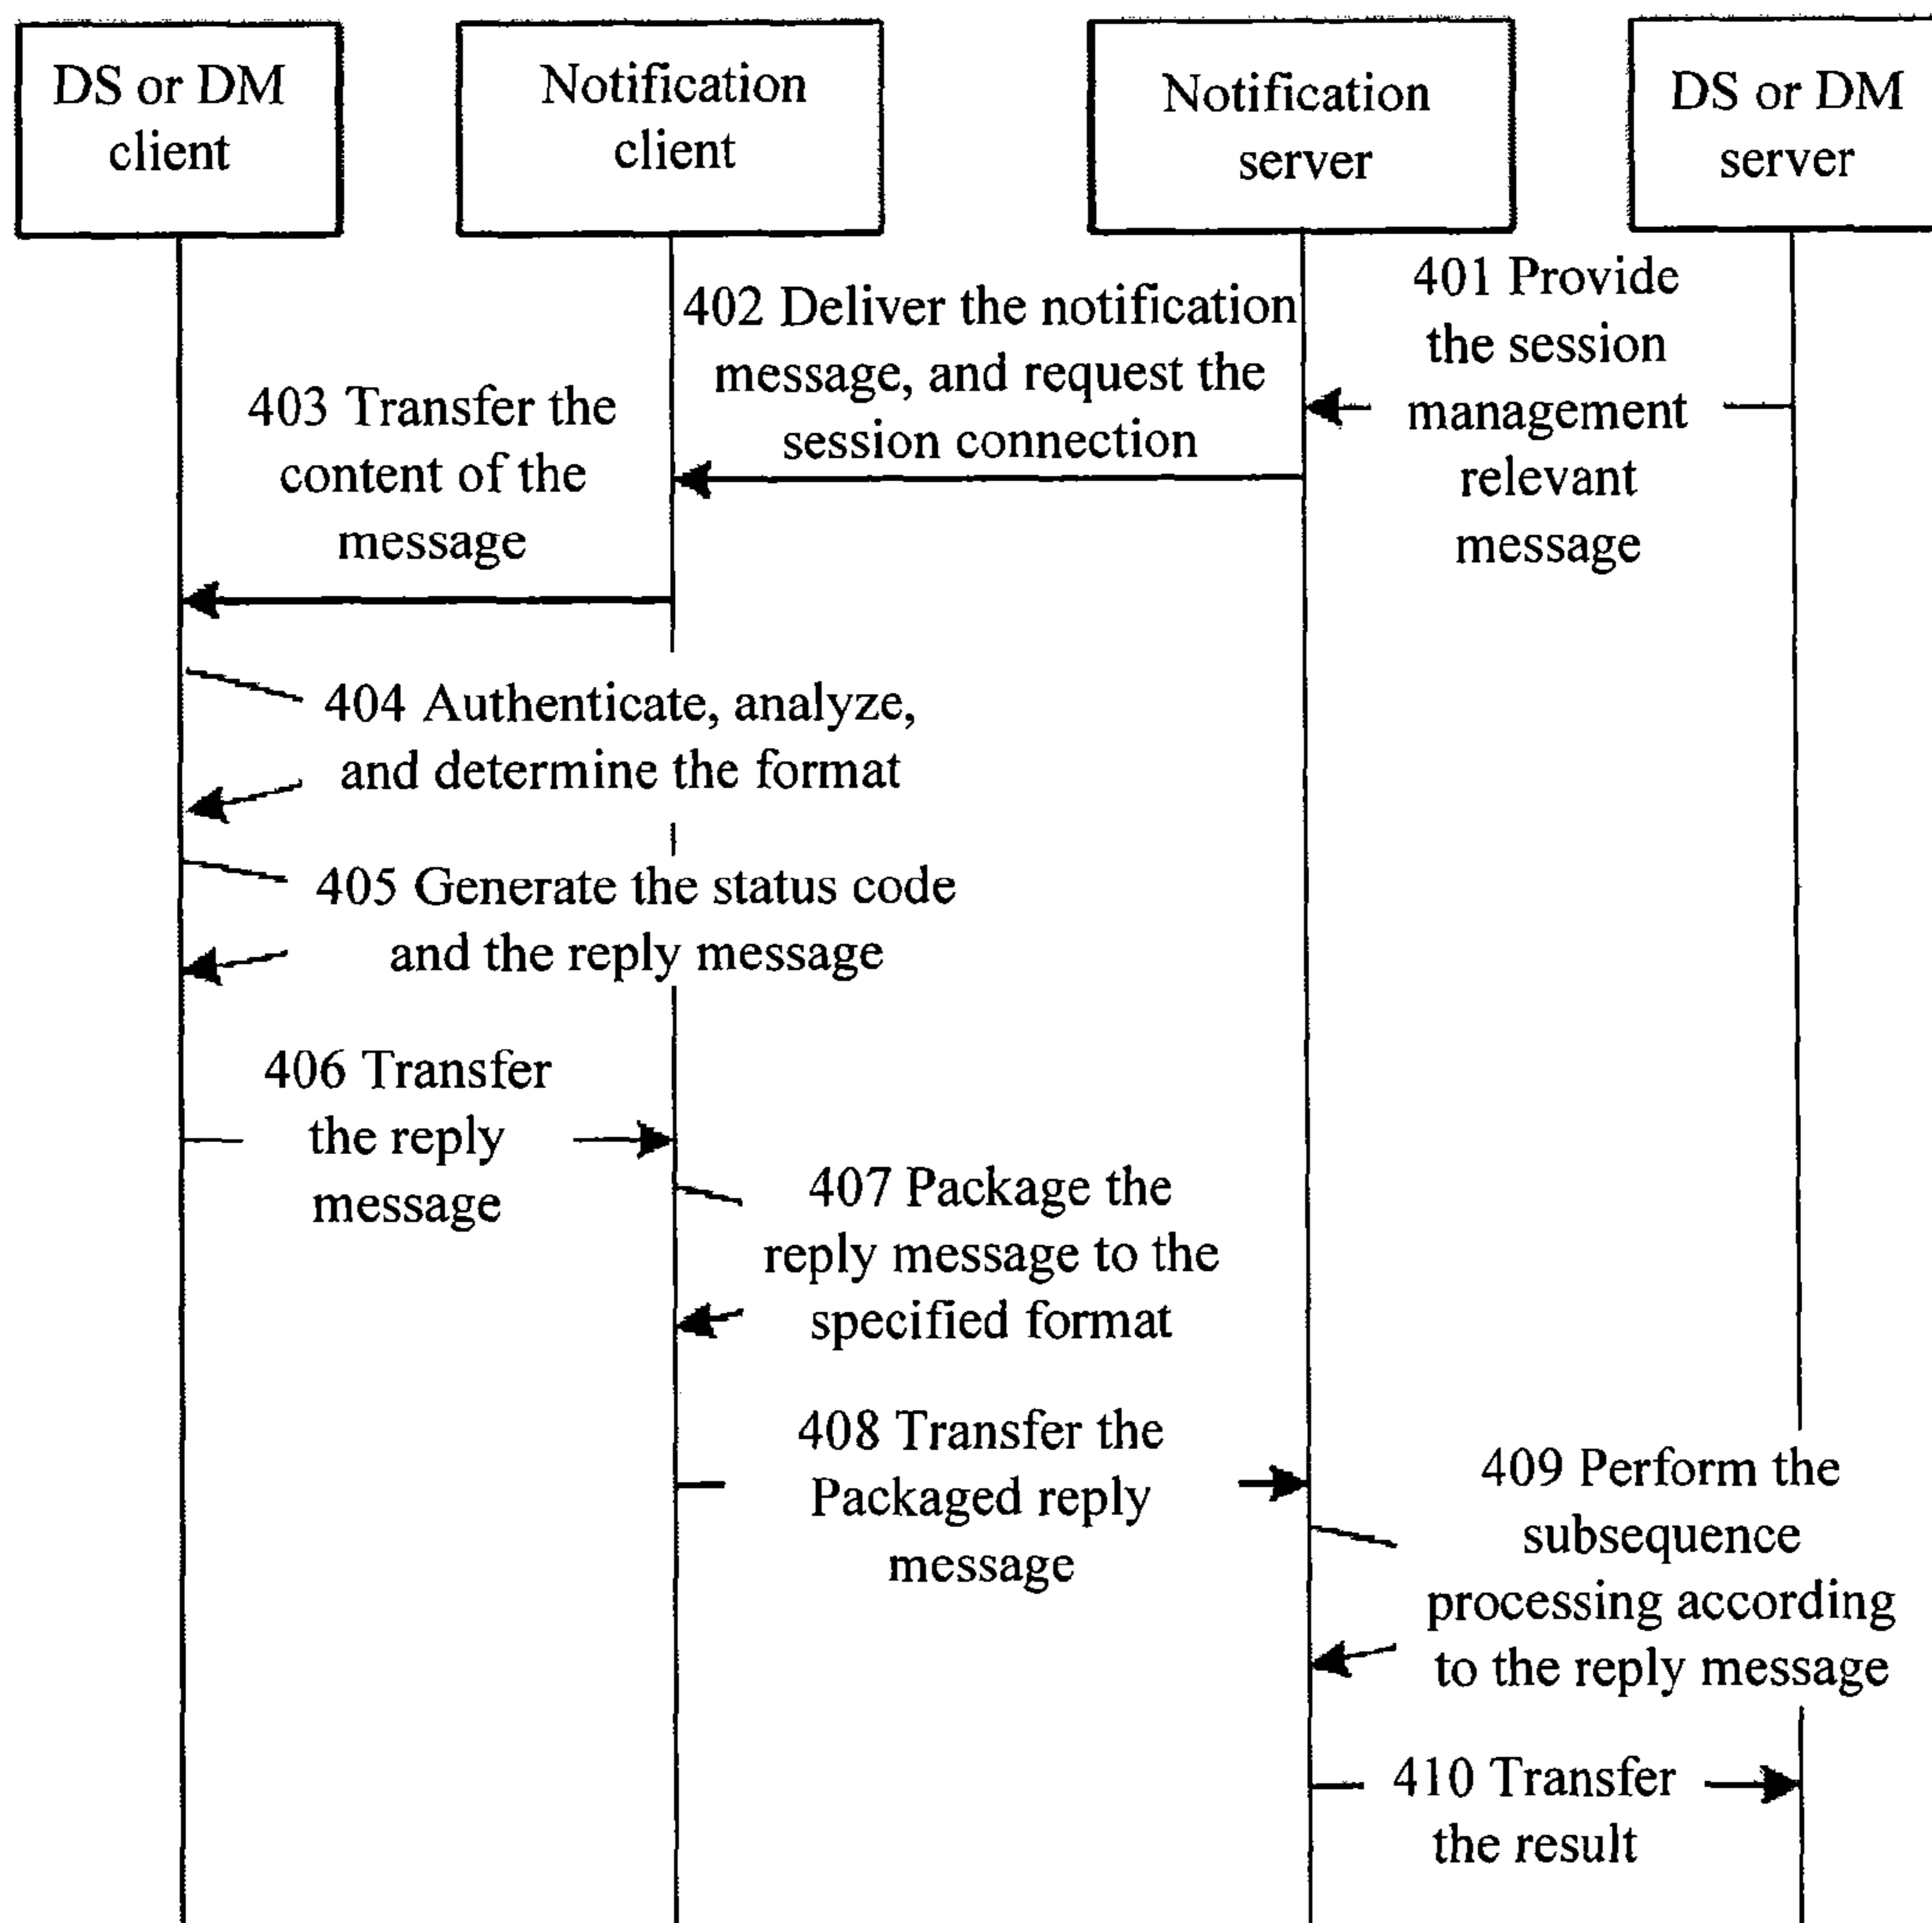 DS or DM
client
Notification
client
Notification
server
DS or DM
server
401 Provide
the session
management
relevant
message
402 Deliver the notification
message, and request the
session connection
403 Transfer the
content of the
message
404 Authenticate, analyze,
and determine the format
405 Generate the status code
and the reply message
406 Transfer
the reply
message
407 Package the
reply message to the
specified format
408 Transfer the
Packaged reply
message
409 Perform the
subsequence
processing according
to the reply message
410 Transfer
the result